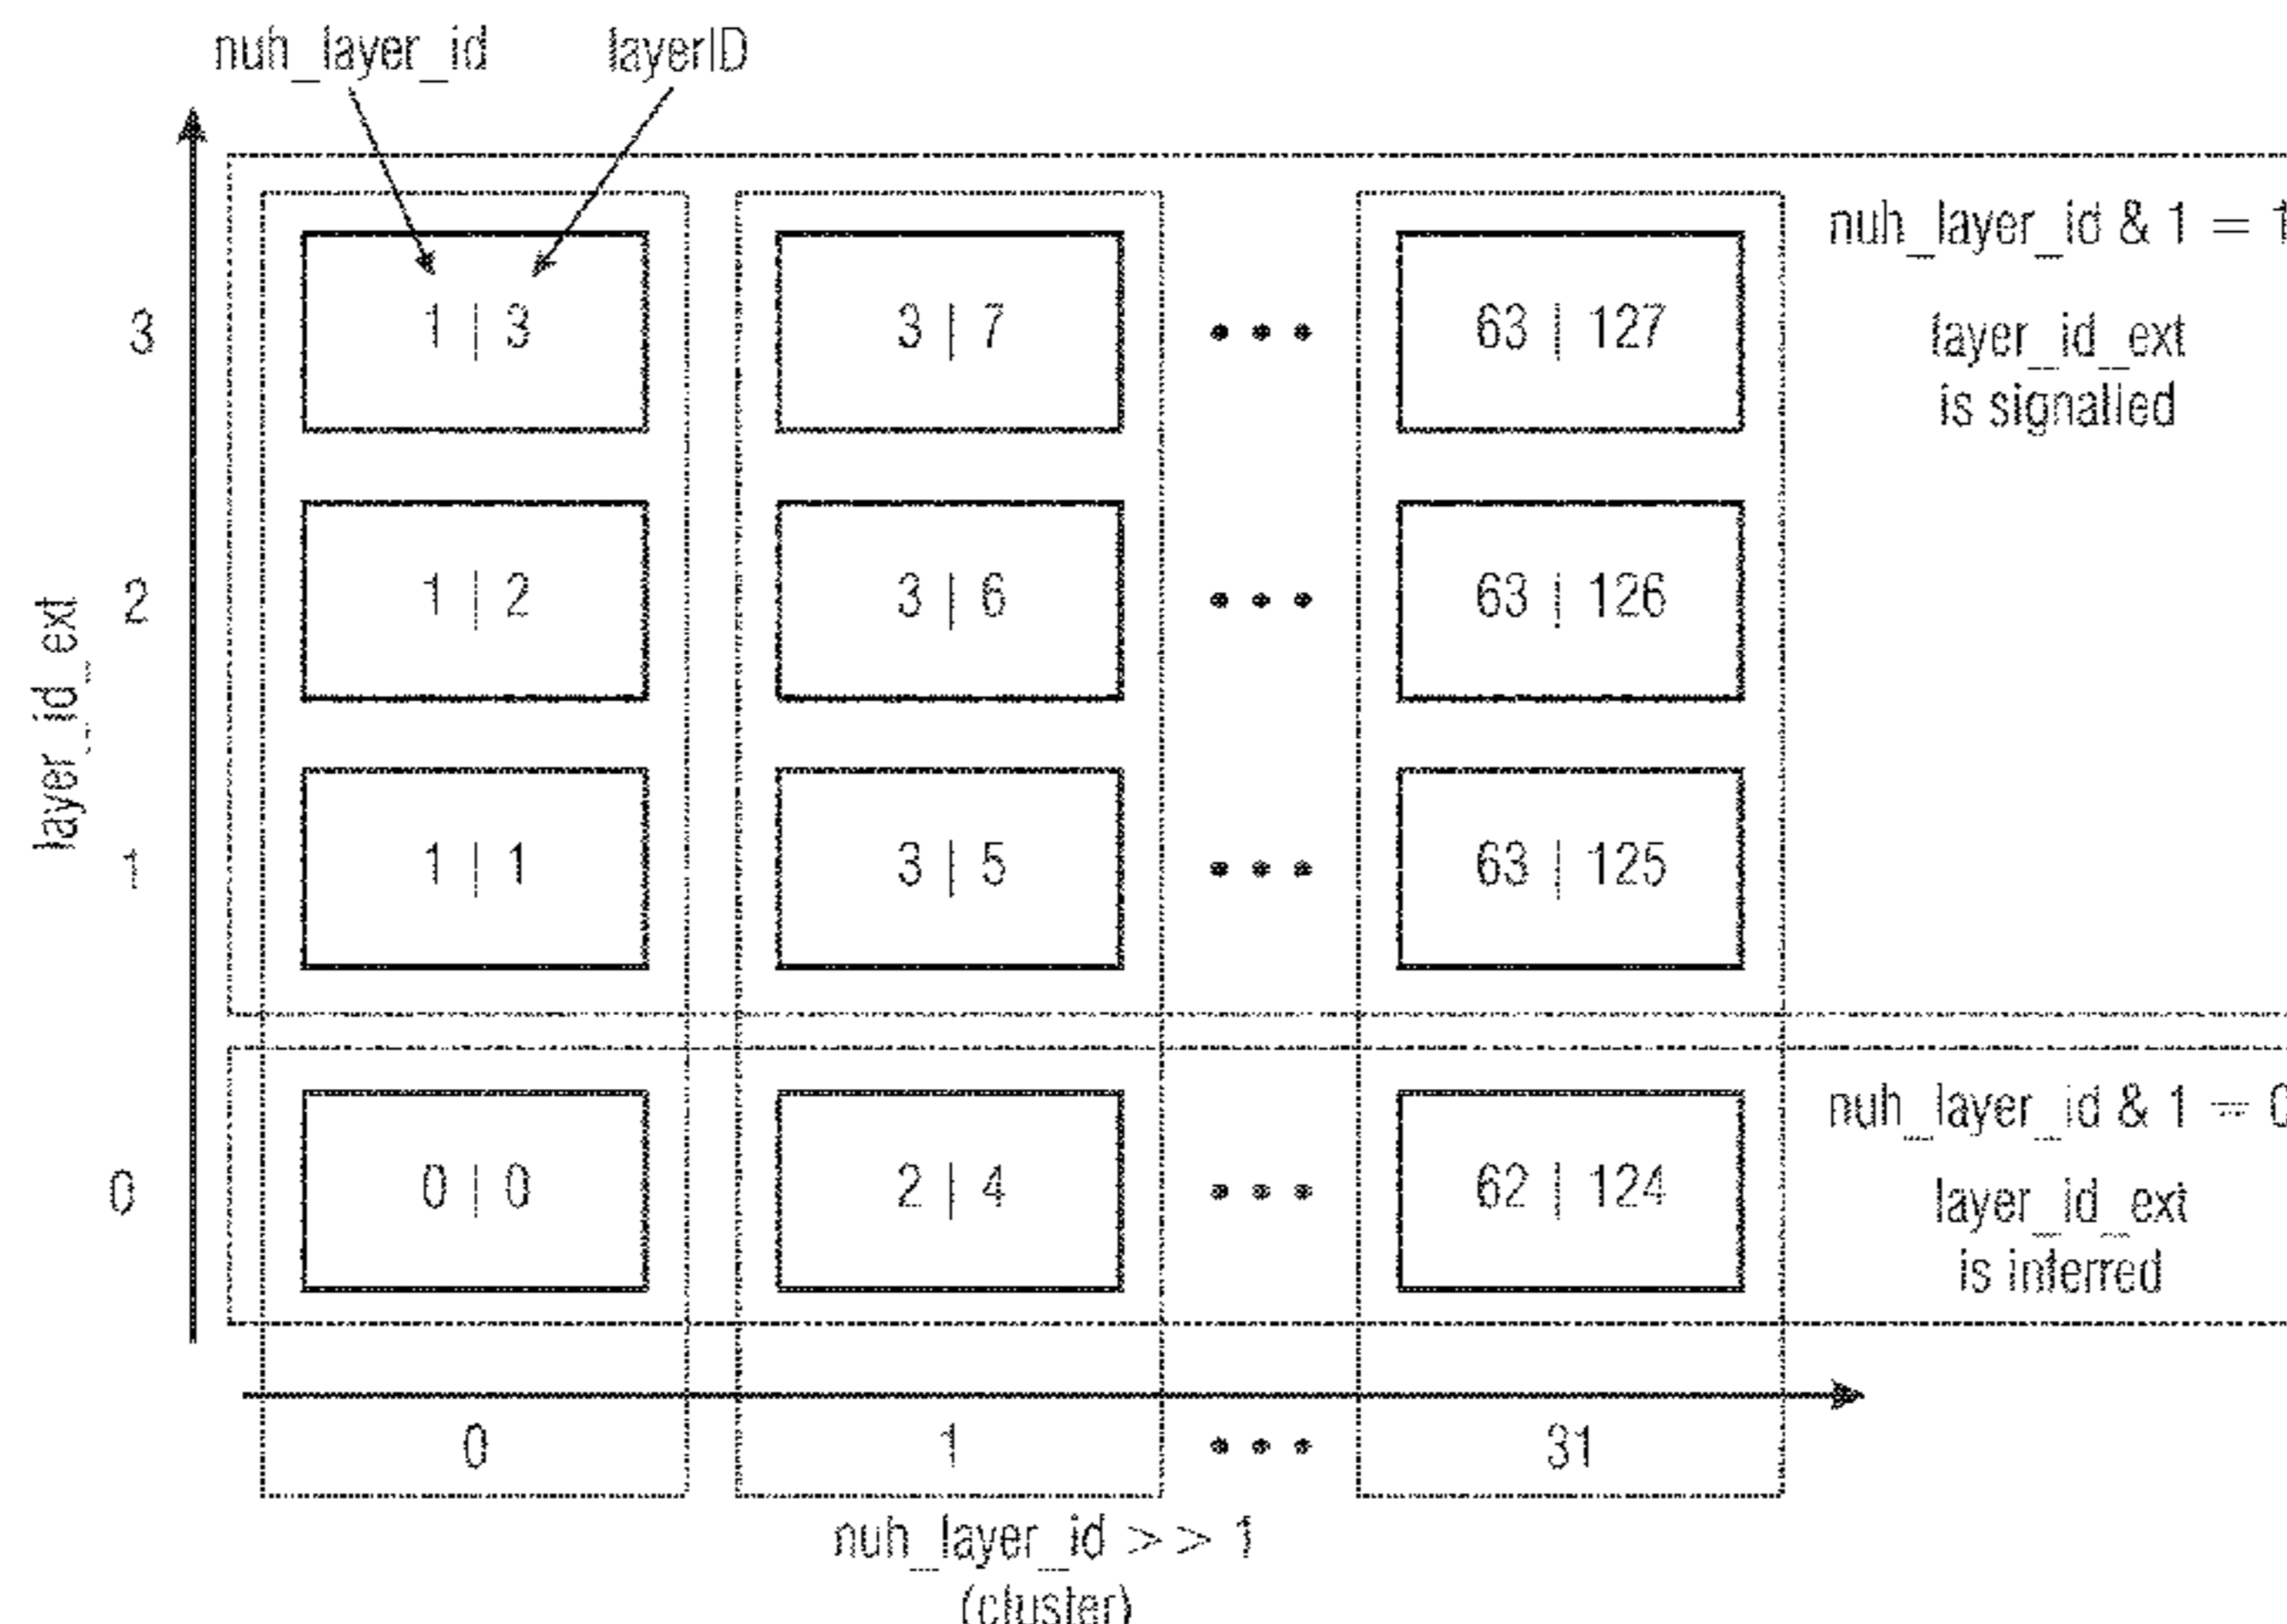 nuh_layer_id layerID
nuh_layer_id & 1 = 1
3 1 | 3 3 | 7 ••• 63 | 127
layer_id_ext
is signalled
2 1 | 2 3 | 6 ••• 63 | 126
layer_id_ext
1 1 | 1 3 | 5 ••• 63 | 125
nuh_layer_id & 1 = 0
0 0 | 0 2 | 4 ••• 62 | 124
layer_id_ext
is inferred
0 1 ••• 31
nuh_layer_id >> 1
(cluster)